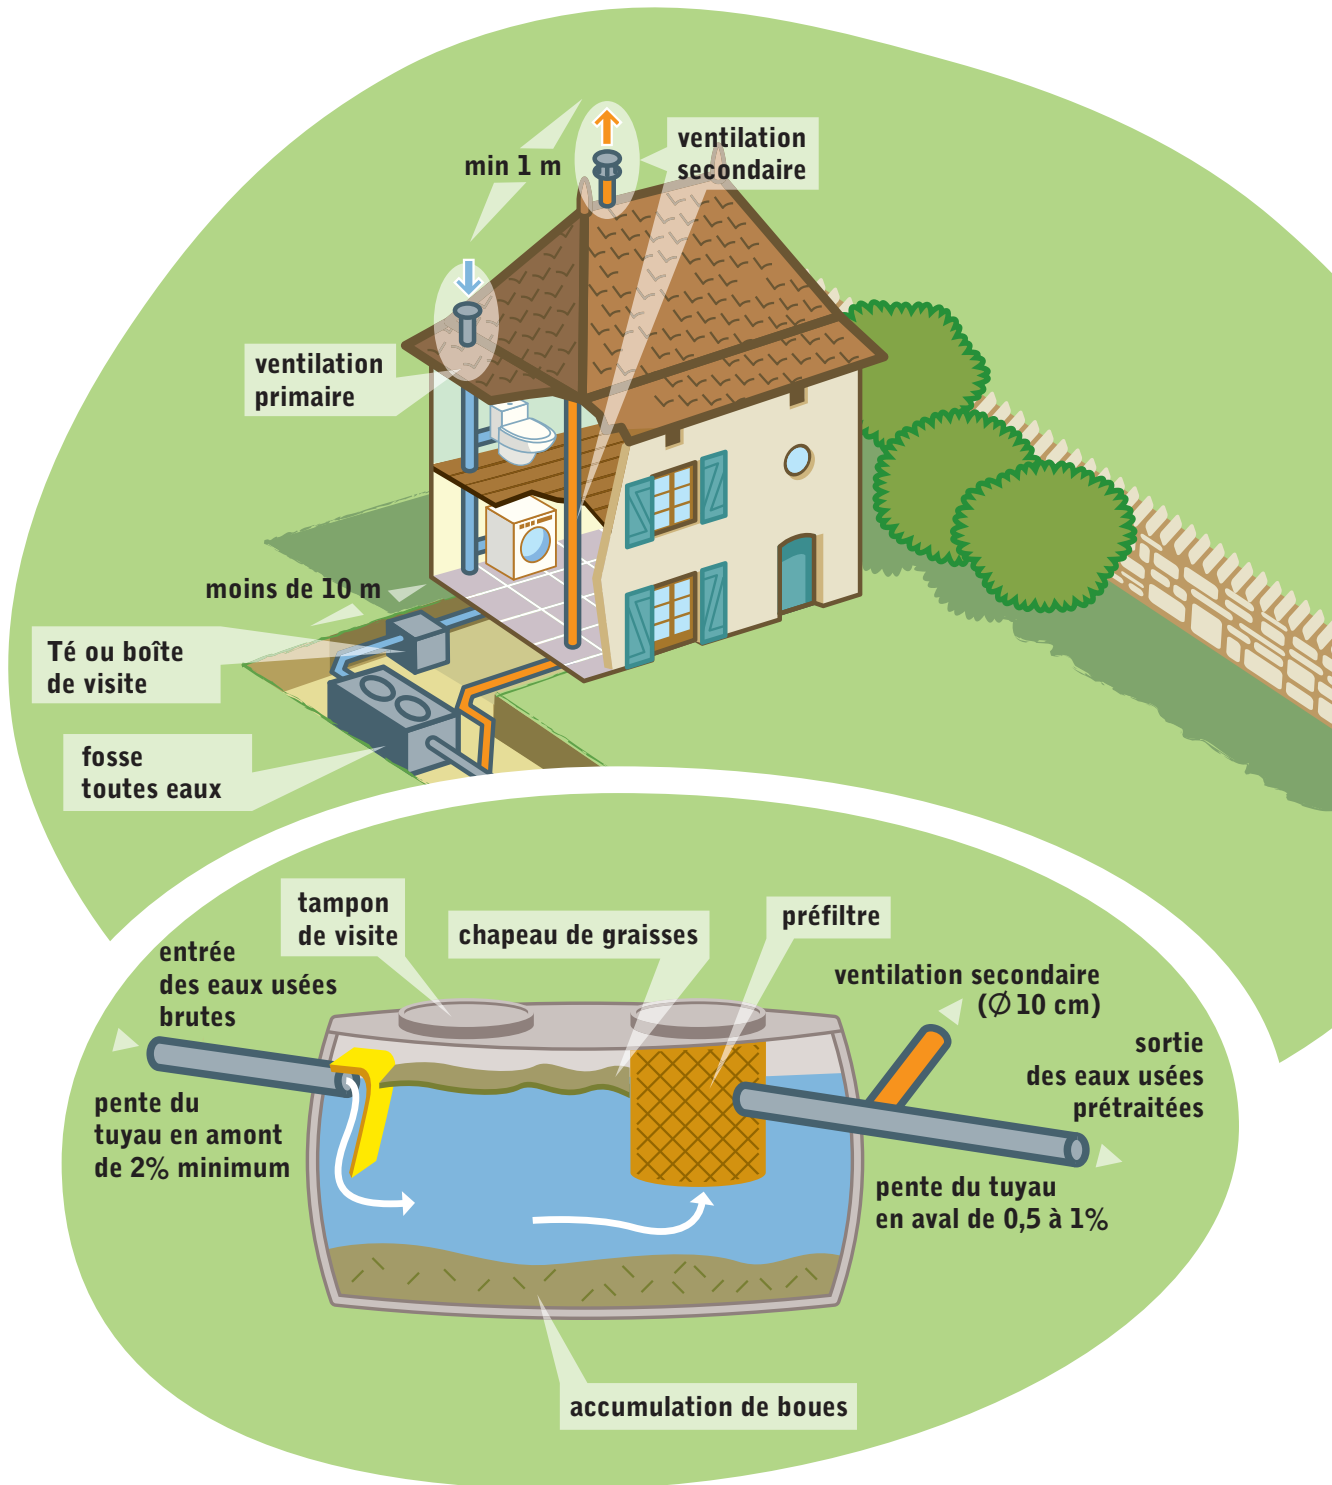 ventilation
secondaire
min 1 m
ventilation
primaire
moins de 10 m
Té ou boîte
de visite
fosse
toutes eaux
tampon
de visite
chapeau de graisses
préfiltre
entrée
des eaux usées
brutes
ventilation secondaire
(∅ 10 cm)
sortie
des eaux usées
prétraitées
pente du
tuyau en amont
de 2% minimum
pente du tuyau
en aval de 0,5 à 1%
accumulation de boues